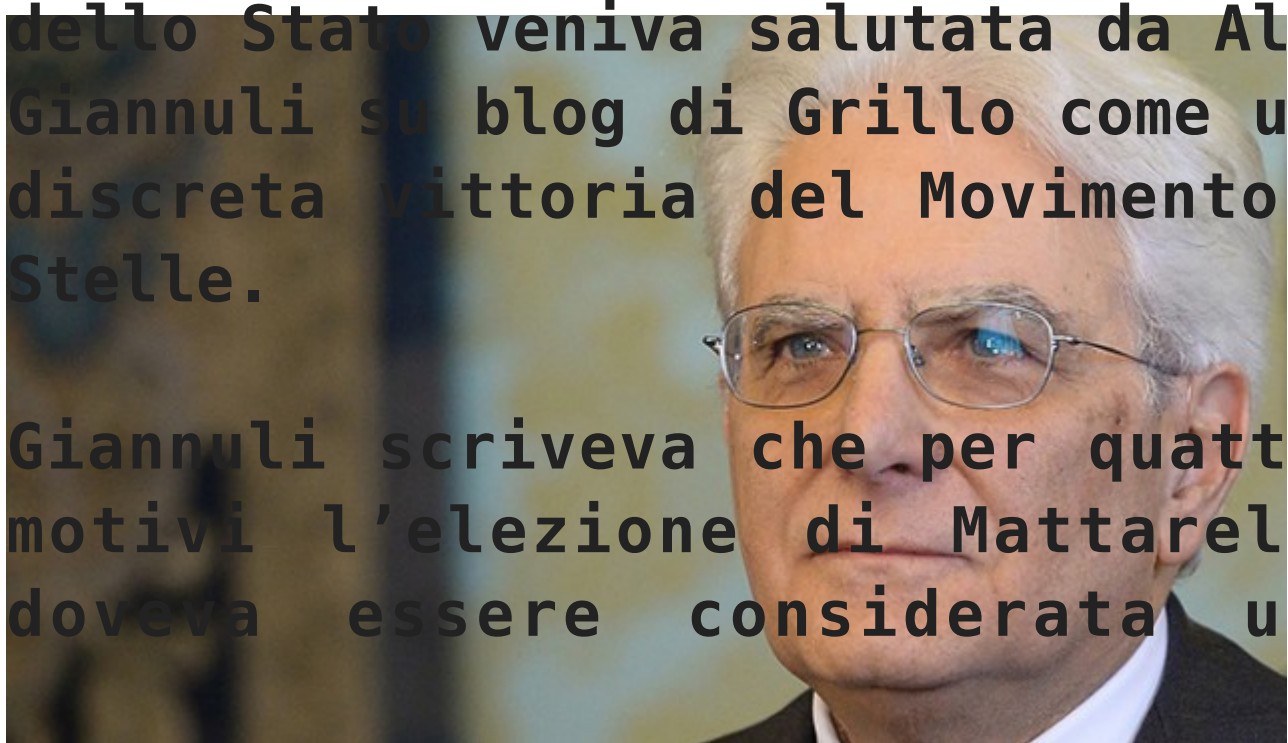 dello Stato veniva salutata da Al
Giannuli su blog di Grillo come u
discreta vittoria del Movimento
Stelle.
Giannuli scriveva che per quatt
motivi l’elezione di Mattarel
doveva essere considerata u